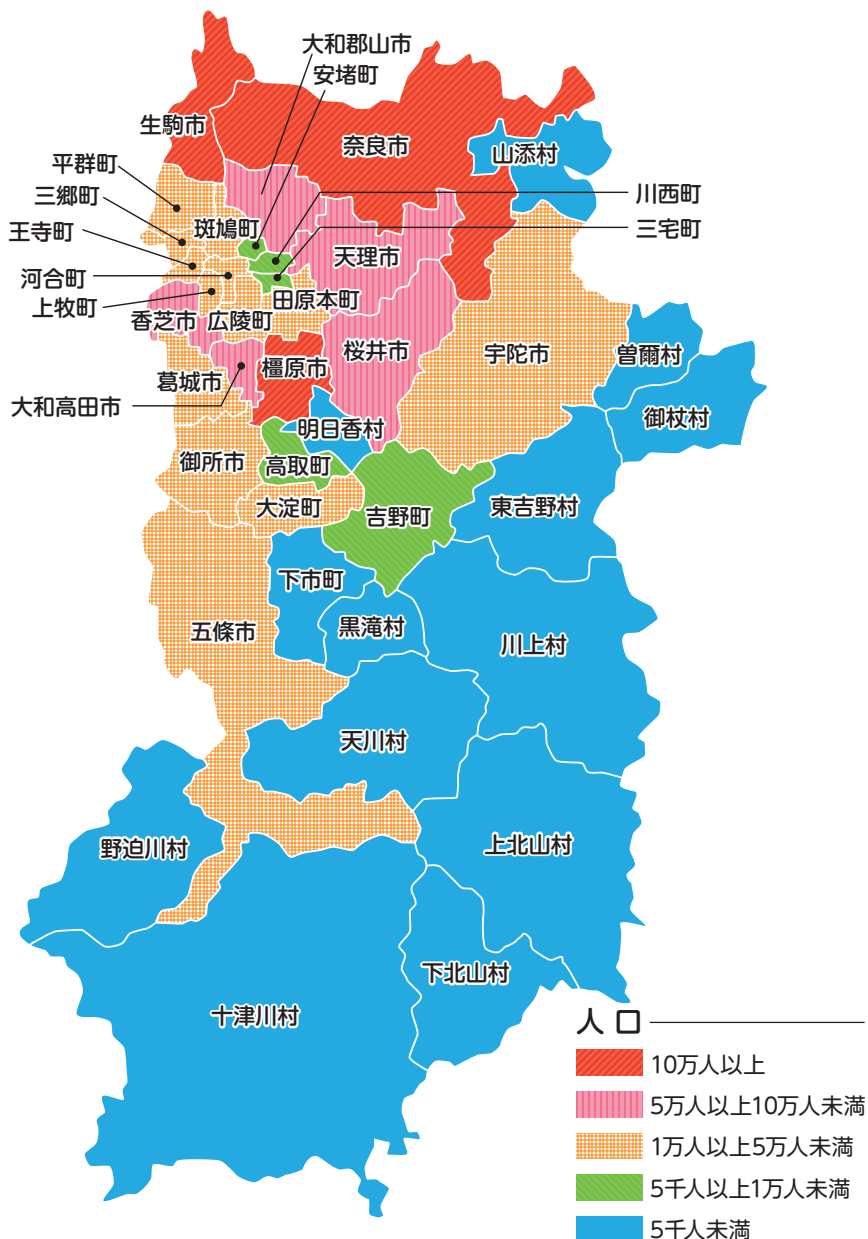 大和郡山市
安堵町
生駒市
奈良市
山添村
平群町
三郷町
川西町
斑鳩町
三宅町
王寺町
天理市
河合町
田原本町
上牧町
香芝市
広陵町
桜井市
宇陀市
曽爾村
橿原市
葛城市
大和高田市
御杖村
明日香村
御所市
高取町
大淀町
吉野町
東吉野村
下市町
五條市
黒滝村
川上村
天川村
野迫川村
上北山村
下北山村
十津川村
人口
10万人以上
5万人以上10万人未満
1万人以上5万人未満
5千人以上1万人未満
5千人未満